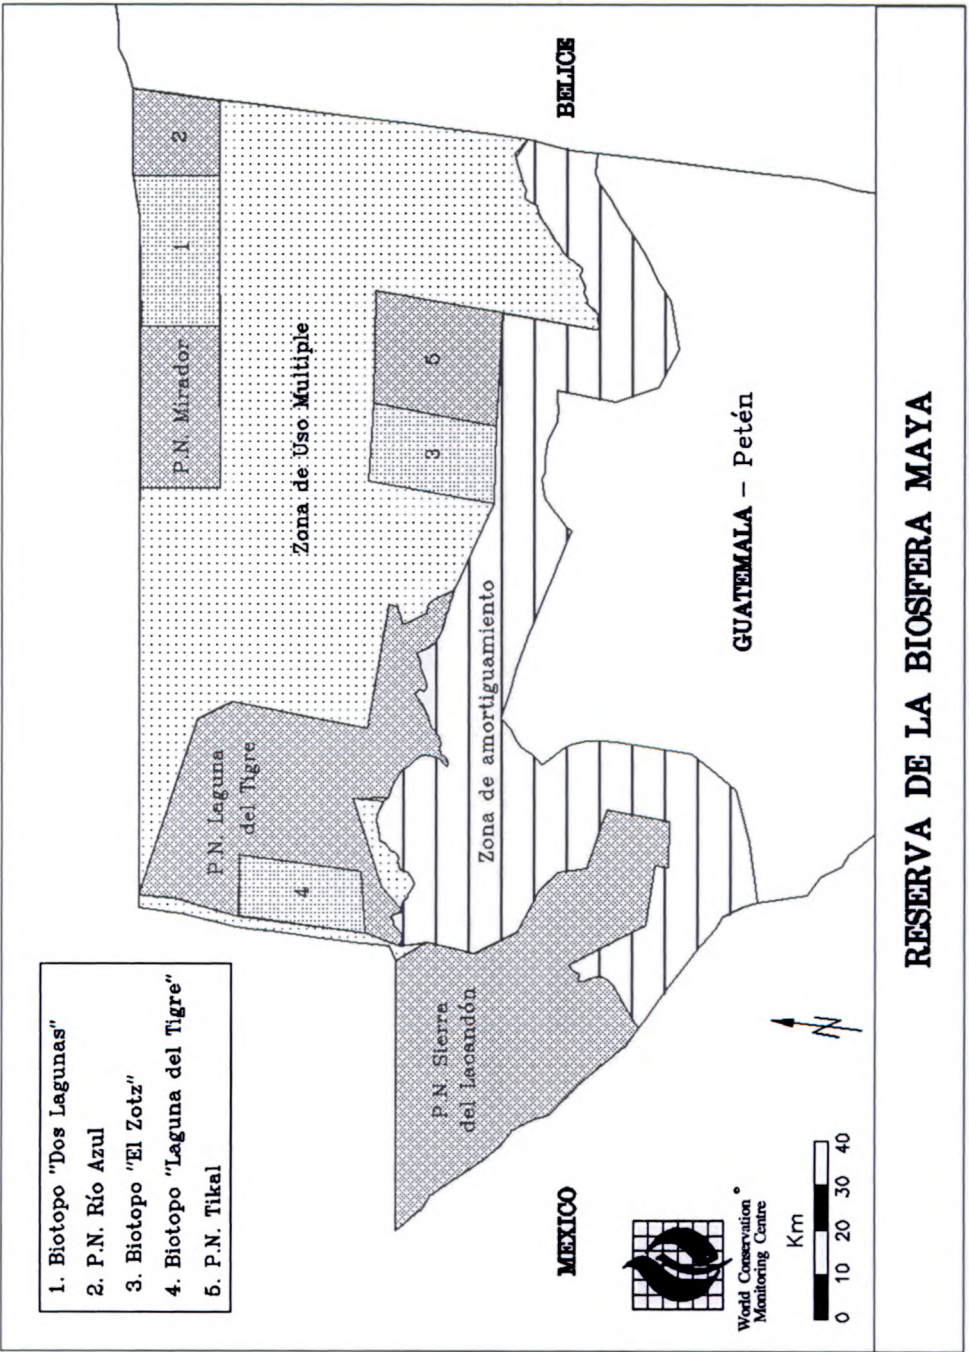 1. Biotopo "Dos Lagunas"
2. P.N. Río Azul
3. Biotopo "El Zotz"
4. Biotopo "Laguna del Tigre"
5. P.N. Tikal
P.N. Mirador
1
2
P.N. Laguna
del Tigre
4
Zona de Uso Multiple
3
5
BELICE
P.N. Sierra
del Lacandón
Zona de amortiguamiento
MEXICO
GUATEMALA – Petén
World Conservation
Monitoring Centre
Km
0 10 20 30 40
N
RESERVA DE LA BIOSFERA MAYA